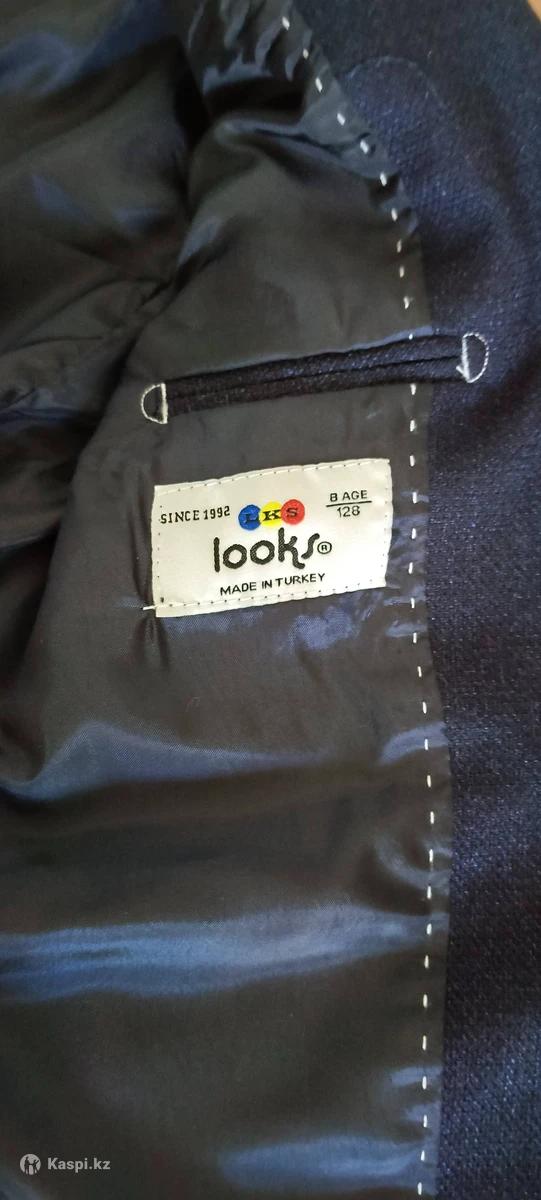 SINCE 1992
LKS
8 AGE
128
looks®
MADE IN TURKEY
Kaspi.kz